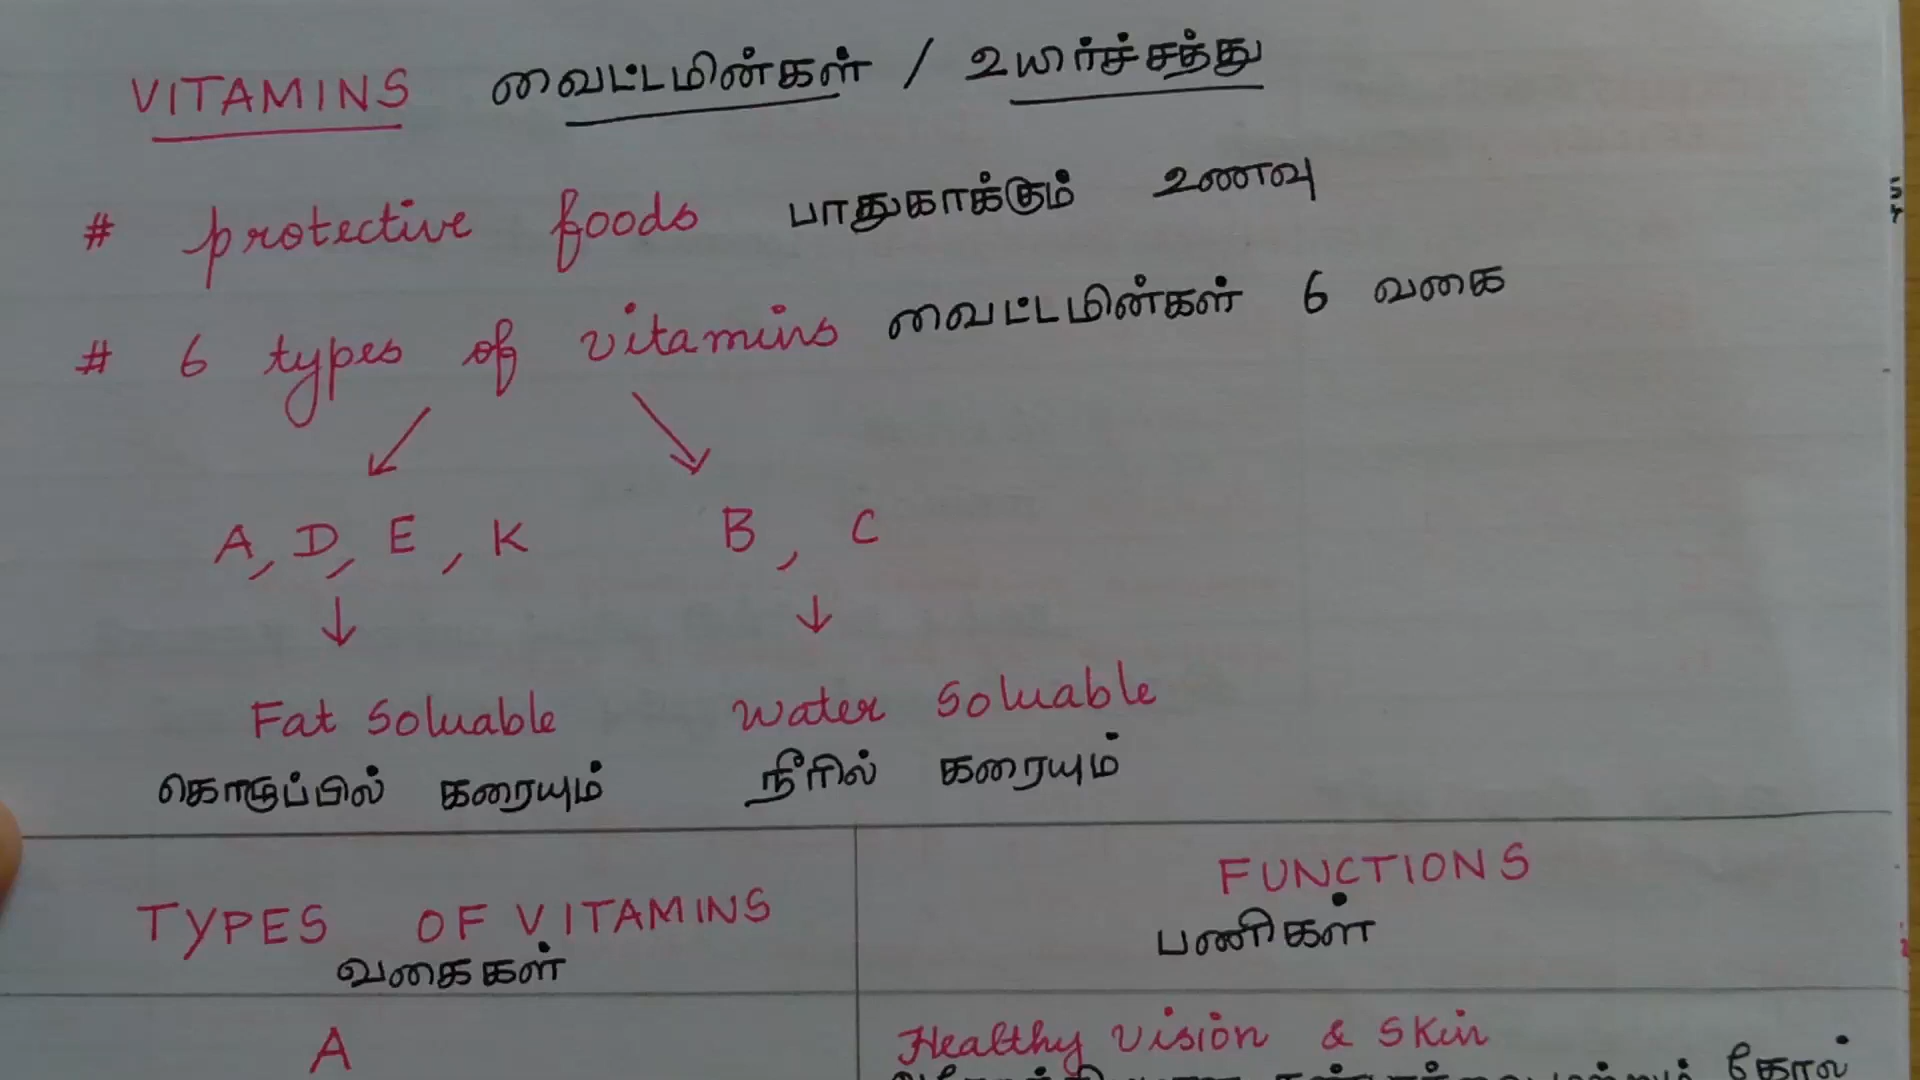 VITAMINS வைட்டமின்கள் / உயிர்ச்சத்து
# protective foods பாதுகாக்கும் உணவு
# 6 types of vitamins வைட்டமின்கள் 6 வகை
A, D, E, K B, C
Fat Soluable Water Soluable
கொழுப்பில் கரையும் நீரில் கரையும்
TYPES OF VITAMINS FUNCTIONS
வகைகள் பணிகள்
A Healthy Vision & Skin
தோல்